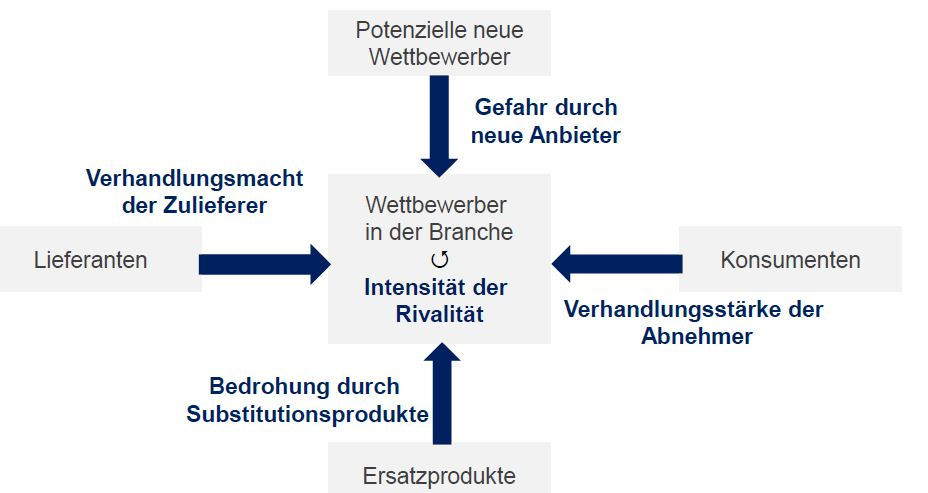 Potenzielle neue
Wettbewerber
Gefahr durch
neue Anbieter
Verhandlungsmacht
der Zulieferer
Lieferanten
Wettbewerber
in der Branche
Intensität der
Rivalität
Konsumenten
Verhandlungsstärke der
Abnehmer
Bedrohung durch
Substitutionsprodukte
Ersatzprodukte